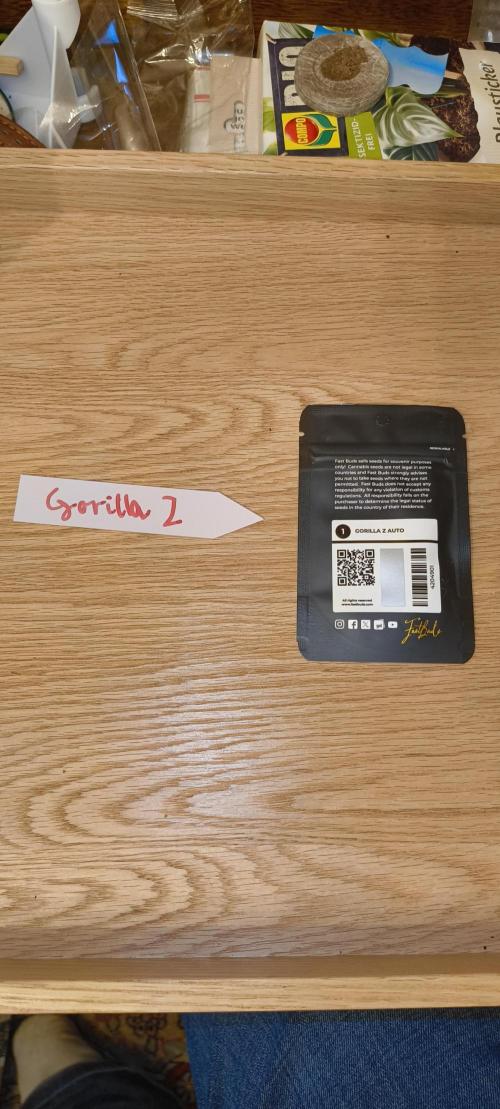 BIO
COMPO
SEKTIZID-
FREI
Blausticker
Gorilla Z
Fast Buds sells seeds for souvenir purposes
only! Cannabis seeds are not legal in some
countries and Fast Buds strongly advises
you not to take seeds where they are not
permitted. Fast Buds does not accept any
responsibility for any violation of customs
regulations. All responsibility falls on the
purchaser to determine the legal status of
seeds in the country of their residence.
1 GORILLA Z AUTO
All rights reserved
www.fastbuds.com
FastBuds